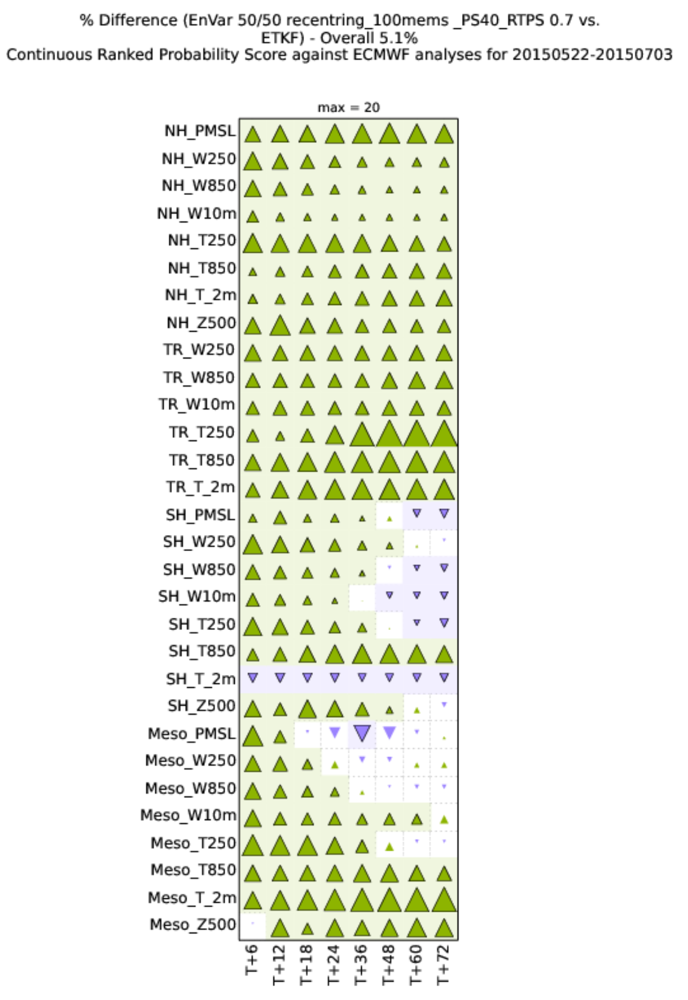 % Difference (EnVar 50/50 recentring_100mems _PS40_RTPS 0.7 vs.
ETKF) - Overall 5.1%
Continuous Ranked Probability Score against ECMWF analyses for 20150522-20150703
max = 20
NH_PMSL
NH_W250
NH_W850
NH_W10m
NH_T250
NH_T850
NH_T_2m
NH_Z500
TR_W250
TR_W850
TR_W10m
TR_T250
TR_T850
TR_T_2m
SH_PMSL
SH_W250
SH_W850
SH_W10m
SH_T250
SH_T850
SH_T_2m
SH_Z500
Meso_PMSL
Meso_W250
Meso_W850
Meso_W10m
Meso_T250
Meso_T850
Meso_T_2m
Meso_Z500
T+6
T+12
T+18
T+24
T+36
T+48
T+60
T+72